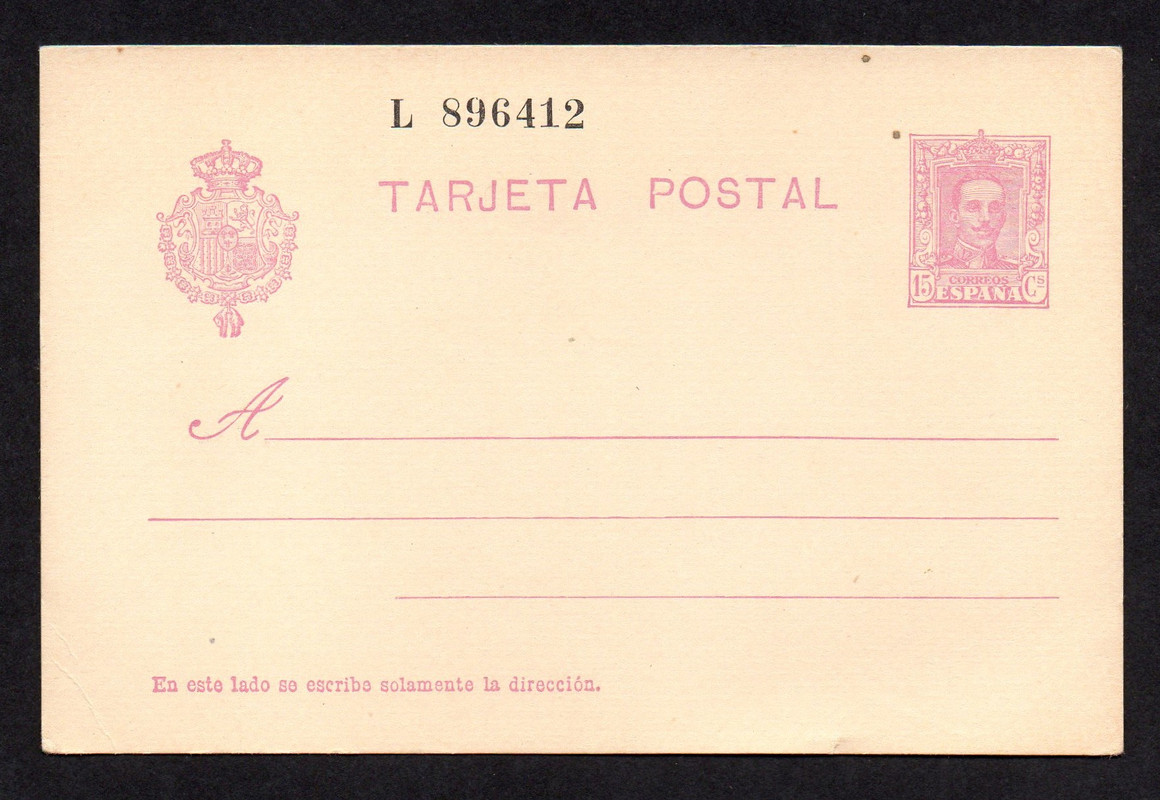 L 896412
TARJETA POSTAL
CORREOS
15 ESPAÑA Cs
A
En este lado se escribe solamente la dirección.